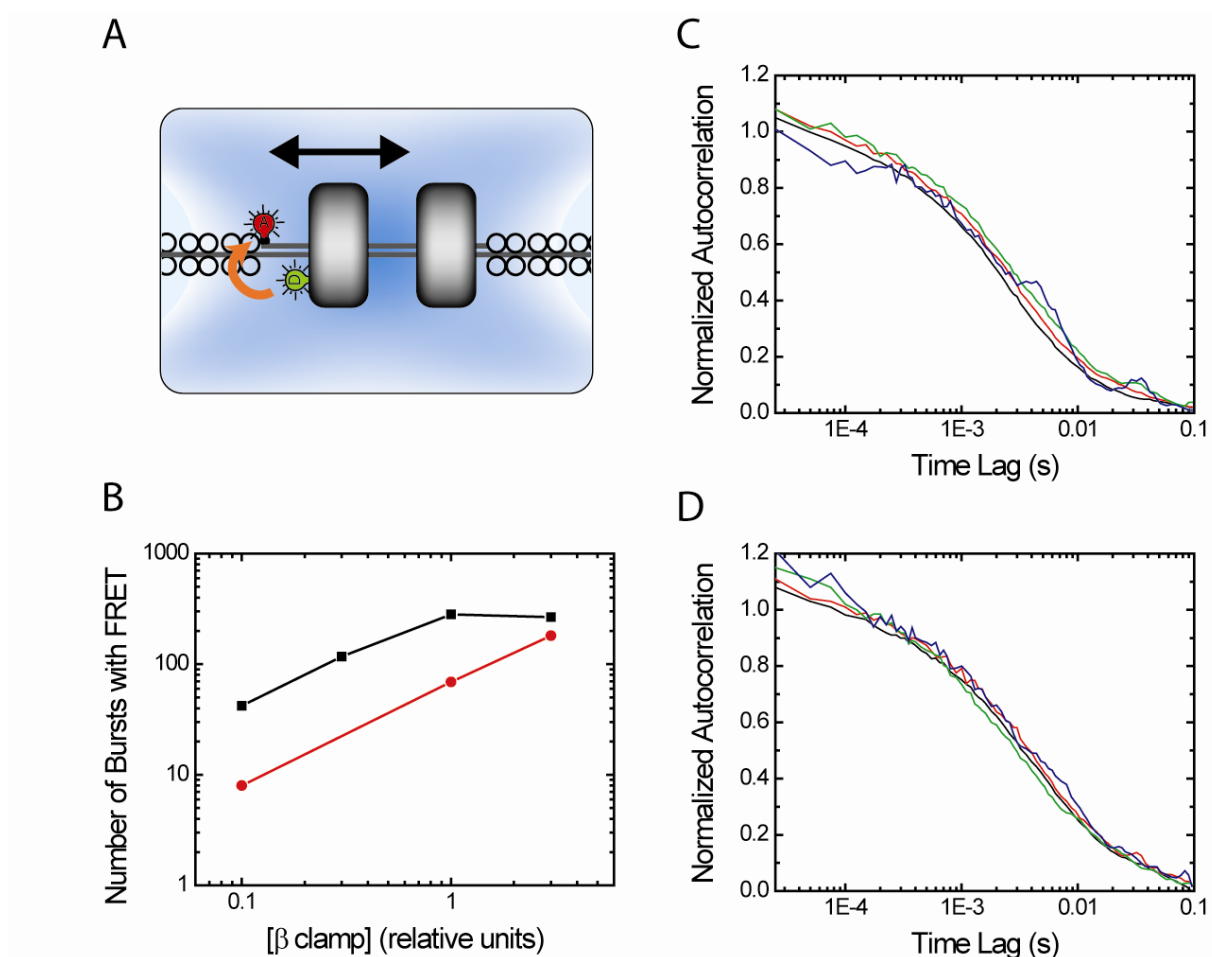 A
A
D
B
1000
100
10
1
0.1
1
Number of Bursts with FRET
[β clamp] (relative units)
C
1.2
1.0
0.8
0.6
0.4
0.2
0.0
1E-4
1E-3
0.01
0.1
Normalized Autocorrelation
Time Lag (s)
D
1.2
1.0
0.8
0.6
0.4
0.2
0.0
1E-4
1E-3
0.01
0.1
Normalized Autocorrelation
Time Lag (s)